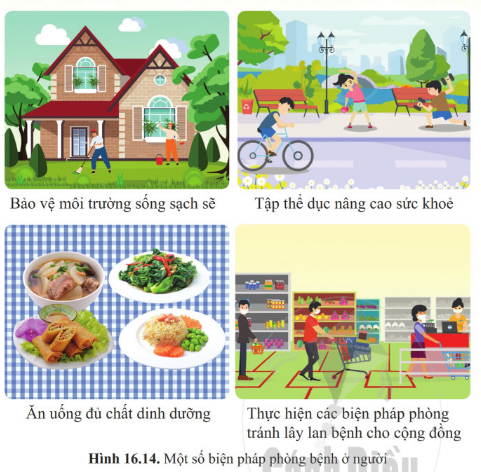 Bảo vệ môi trường sống sạch sẽ
Tập thể dục nâng cao sức khoẻ
Ăn uống đủ chất dinh dưỡng
Thực hiện các biện pháp phòng
tránh lây lan bệnh cho cộng đồng
Hình 16.14. Một số biện pháp phòng bệnh ở người
Cánh Diều